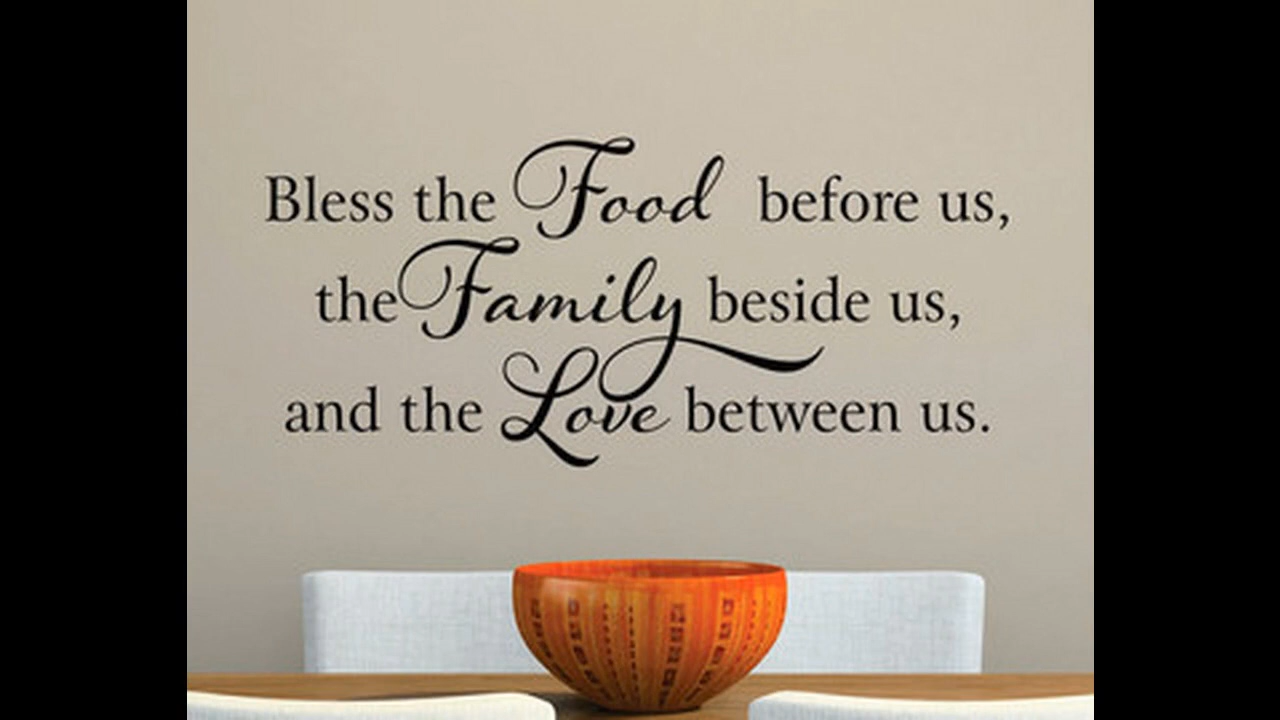 Bless the Food before us,
the Family beside us,
and the Love between us.